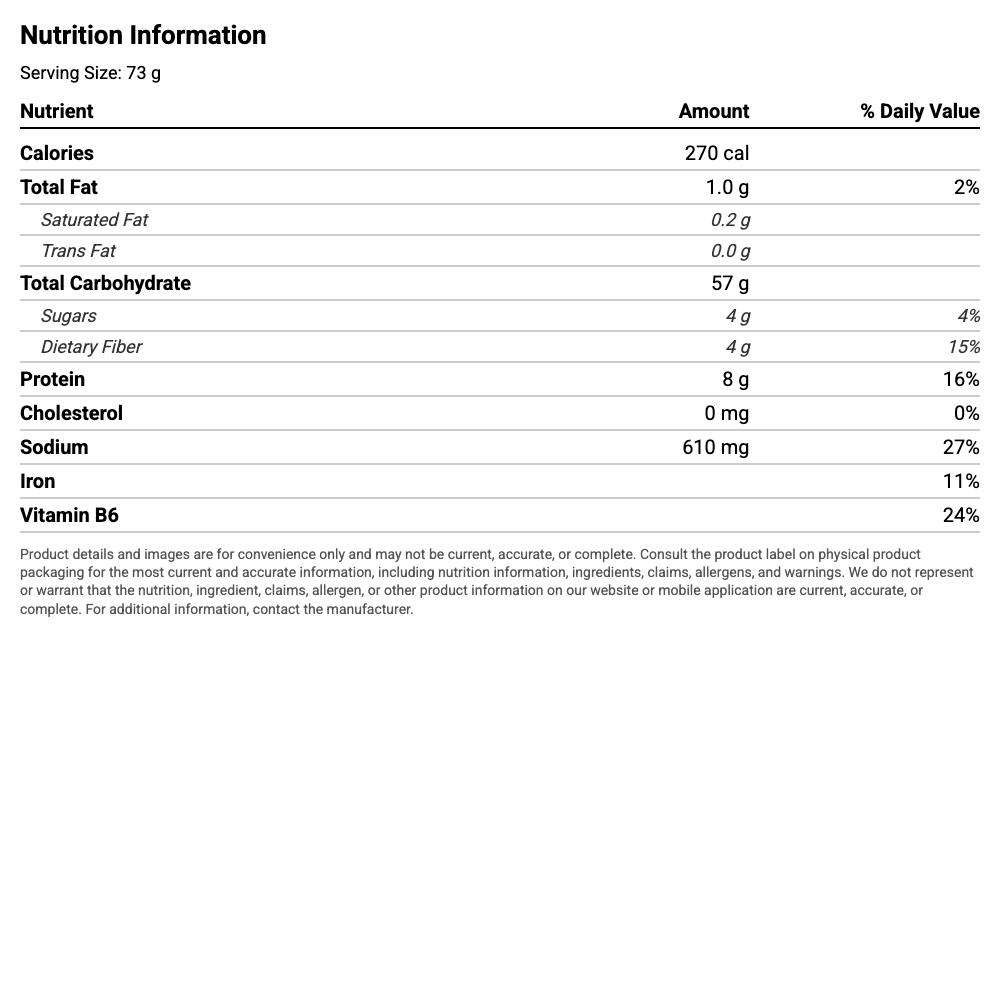 Nutrition Information
Serving Size: 73 g
Nutrient Amount % Daily Value
Calories 270 cal
Total Fat 1.0 g 2%
Saturated Fat 0.2 g
Trans Fat 0.0 g
Total Carbohydrate 57 g
Sugars 4 g 4%
Dietary Fiber 4 g 15%
Protein 8 g 16%
Cholesterol 0 mg 0%
Sodium 610 mg 27%
Iron 11%
Vitamin B6 24%
Product details and images are for convenience only and may not be current, accurate, or complete. Consult the product label on physical product
packaging for the most current and accurate information, including nutrition information, ingredients, claims, allergens, and warnings. We do not represent
or warrant that the nutrition, ingredient, claims, allergen, or other product information on our website or mobile application are current, accurate, or
complete. For additional information, contact the manufacturer.